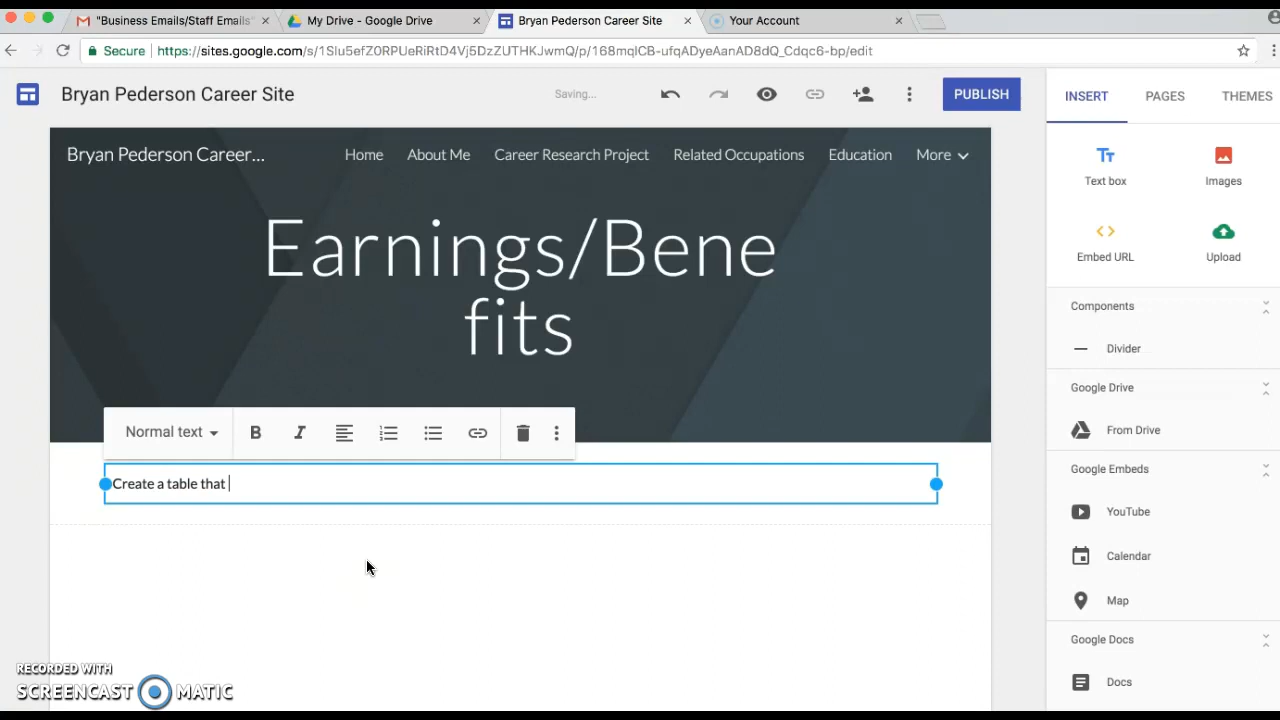 "Business Emails/Staff Emails"
My Drive - Google Drive
Bryan Pederson Career Site
Your Account
Secure
https://sites.google.com/s/1Slu5efZ0RPUeRiRtD4Vj5DzZUTHKJwmQ/p/168mqlCB-ufqADyeAanAD8dQ_Cdqc6-bp/edit
Bryan Pederson Career Site
Saving...
PUBLISH
INSERT
PAGES
THEMES
Bryan Pederson Career...
Home
About Me
Career Research Project
Related Occupations
Education
More
Earnings/Bene
fits
Normal text
B
I
Create a table that
Tt
Text box
Images
Embed URL
Upload
Components
Divider
Google Drive
From Drive
Google Embeds
YouTube
Calendar
Map
Google Docs
Docs
RECORDED WITH
SCREENCAST MATIC